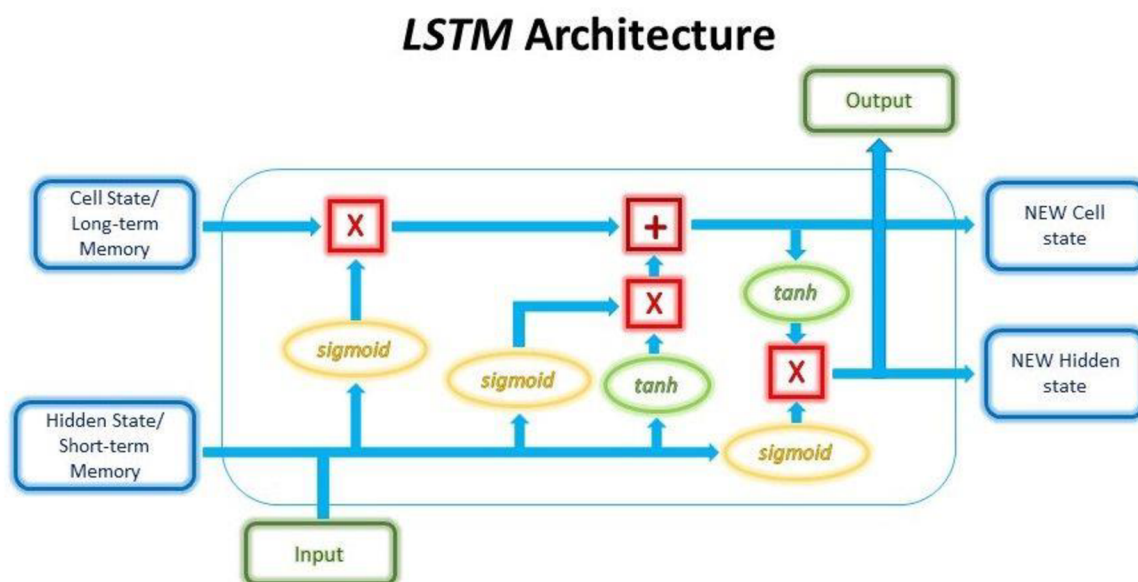 LSTM Architecture
Output
Cell State/
Long-term
Memory
X
+
NEW Cell
state
tanh
X
sigmoid
sigmoid
tanh
X
NEW Hidden
state
Hidden State/
Short-term
Memory
sigmoid
Input